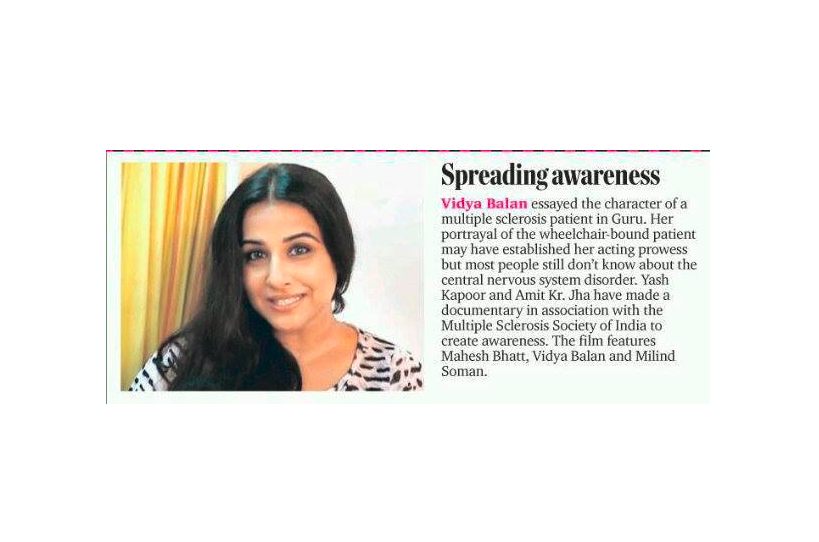 Spreading awareness
Vidya Balan essayed the character of a
multiple sclerosis patient in Guru. Her
portrayal of the wheelchair-bound patient
may have established her acting prowess
but most people still don't know about the
central nervous system disorder. Yash
Kapoor and Amit Kr. Jha have made a
documentary in association with the
Multiple Sclerosis Society of India to
create awareness. The film features
Mahesh Bhatt, Vidya Balan and Milind
Soman.